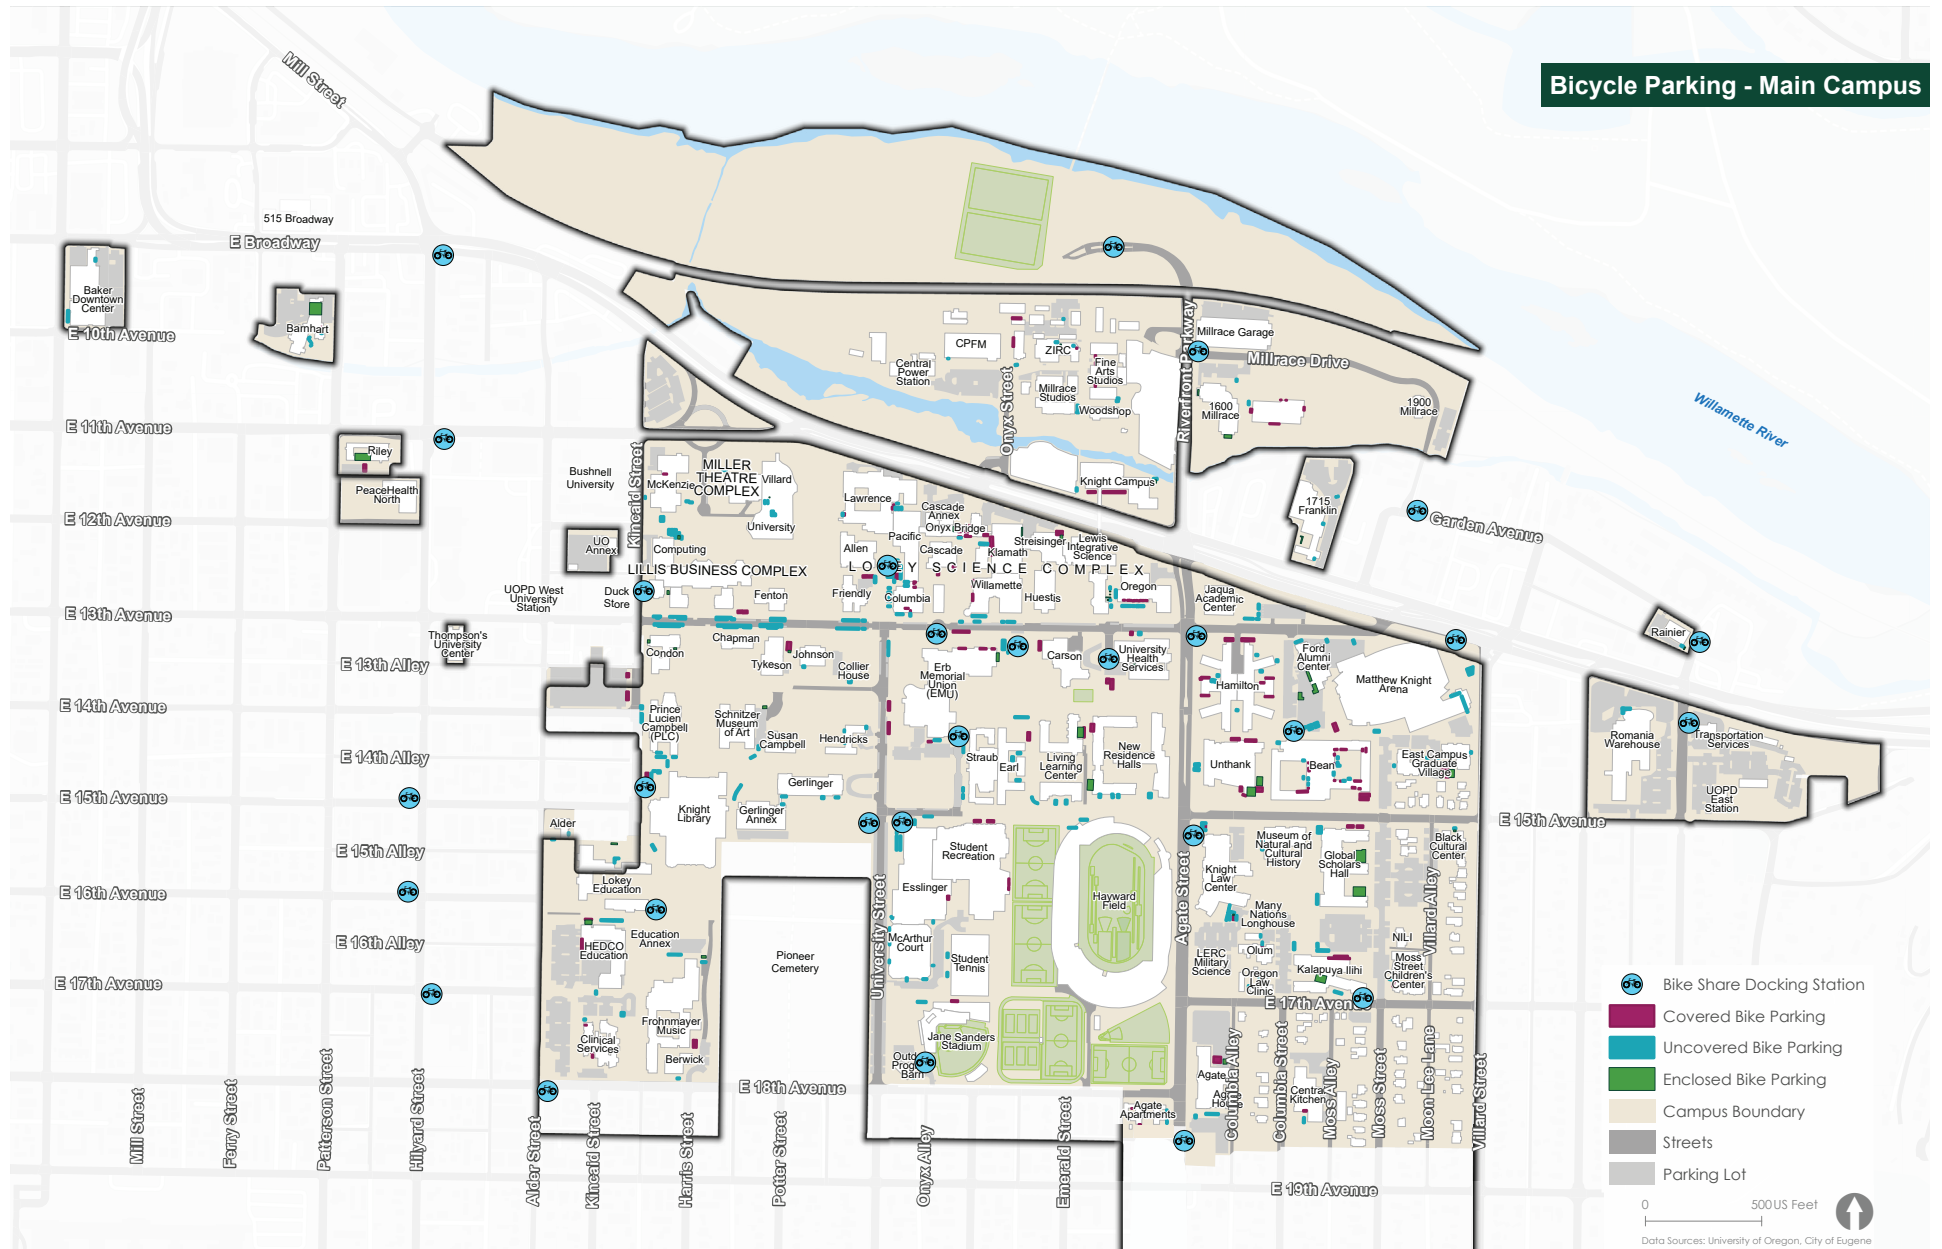 Bicycle Parking - Main Campus
Mill Street
515 Broadway
E Broadway
Baker
Downtown
Center
Barnhart
E 10th Avenue
E 11th Avenue
Riley
PeaceHealth
North
E 12th Avenue
E 13th Avenue
Thompson's
University
Center
E 13th Alley
E 14th Avenue
E 14th Alley
E 15th Avenue
E 15th Alley
E 16th Avenue
E 16th Alley
E 17th Avenue
Bushnell
University
UO
Annex
UOPD West
University
Station
Duck
Store
Kincaid Street
McKenzie
MILLER
THEATRE
COMPLEX
Villard
University
Computing
LILLIS BUSINESS COMPLEX
Fenton
Chapman
Condon
Tykeson
Johnson
Collier
House
Prince
Lucien
Campbell
(PLC)
Schnitzer
Museum
of Art
Susan
Campbell
Hendricks
Gerlinger
Gerlinger
Annex
Knight
Library
Alder
Lokey
Education
HEDCO
Education
Education
Annex
Clinical
Services
Frohnmayer
Music
Berwick
Pioneer
Cemetery
E 18th Avenue
Central
Power
Station
CPFM
ZIRC
Fine
Arts
Studios
Millrace
Studios
Woodshop
Onyx Street
Riverfront Parkway
Millrace Garage
Millrace Drive
1600
Millrace
1900
Millrace
Willamette River
Knight Campus
1715
Franklin
Garden Avenue
Lawrence
Cascade
Annex
Onyx Bridge
Pacific
Allen
Cascade
Klamath
Streisinger
Lewis
Integrative
Science
LO EY SCIENCE COMPLEX
Willamette
Huestis
Oregon
Friendly
Columbia
Jaqua
Academic
Center
Erb
Memorial
Union
(EMU)
Carson
University
Health
Services
Hamilton
Ford
Alumni
Center
Matthew Knight
Arena
Rainier
Romania
Warehouse
Transportation
Services
UOPD
East
Station
E 15th Avenue
Straub
Earl
Living
Learning
Center
New
Residence
Halls
Unthank
Bean
East Campus
Graduate
Village
Student
Recreation
Esslinger
McArthur
Court
Student
Tennis
Hayward
Field
Knight
Law
Center
Museum of
Natural and
Cultural
History
Global
Scholars
Hall
Black
Cultural
Center
Many
Nations
Longhouse
LERC
Military
Science
Olum
Oregon
Law
Clinic
Kalapuya Ilihi
NILI
Moss
Street
Children's
Center
Villard Alley
University Street
Agate Street
E 17th Avenue
Jane Sanders
Stadium
Outd
Prog
Barn
Agate
Agate
House
Agate
Apartments
Central
Kitchen
Columbia Alley
Columbia Street
Moss Alley
Moss Street
Moon Lee Lane
Villard Street
E 19th Avenue
Mill Street
Ferry Street
Patterson Street
Hilyard Street
Alder Street
Kincaid Street
Harris Street
Potter Street
Onyx Alley
Emerald Street
Bike Share Docking Station
Covered Bike Parking
Uncovered Bike Parking
Enclosed Bike Parking
Campus Boundary
Streets
Parking Lot
0 500 US Feet
Data Sources: University of Oregon, City of Eugene